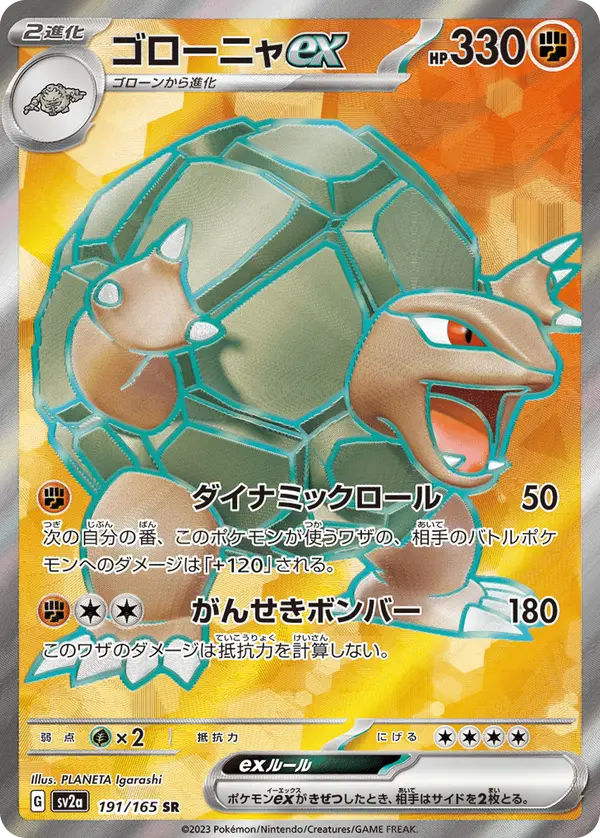 2進化
ゴローニャex
HP330
ゴローンから進化
ダイナミックロール 50
次の自分の番、このポケモンが使うワザの、相手のバトルポケ
モンへのダメージは「+120」される。
がんせきボンバー 180
このワザのダメージは抵抗力を計算しない。
弱点 ×2 抵抗力 にげる
exルール
ポケモンexがきぜつしたとき、相手はサイドを2枚とる。
Illus. PLANETA Igarashi
G sv2a 191/165 SR
©2023 Pokémon/Nintendo/Creatures/GAME FREAK.